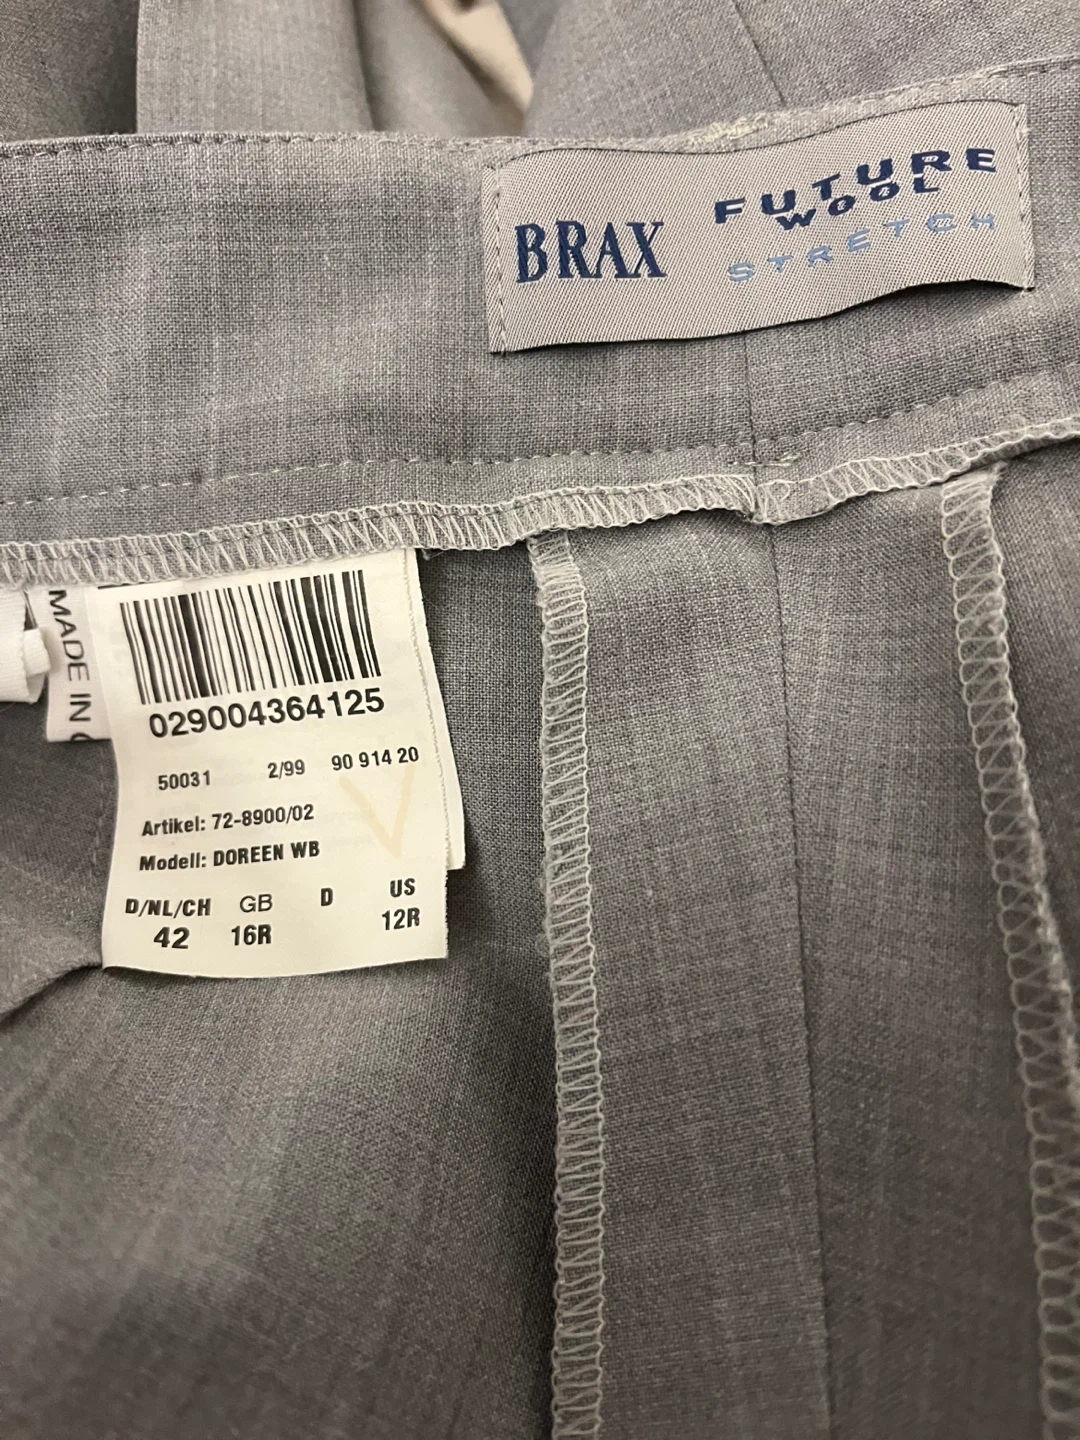 BRAX
FUTURE
WOOL
STRETCH
MADE IN
029004364125
50031 2/99 90 914 20
Artikel: 72-8900/02
Modell: DOREEN WB
D/NL/CH GB D US
42 16R 12R